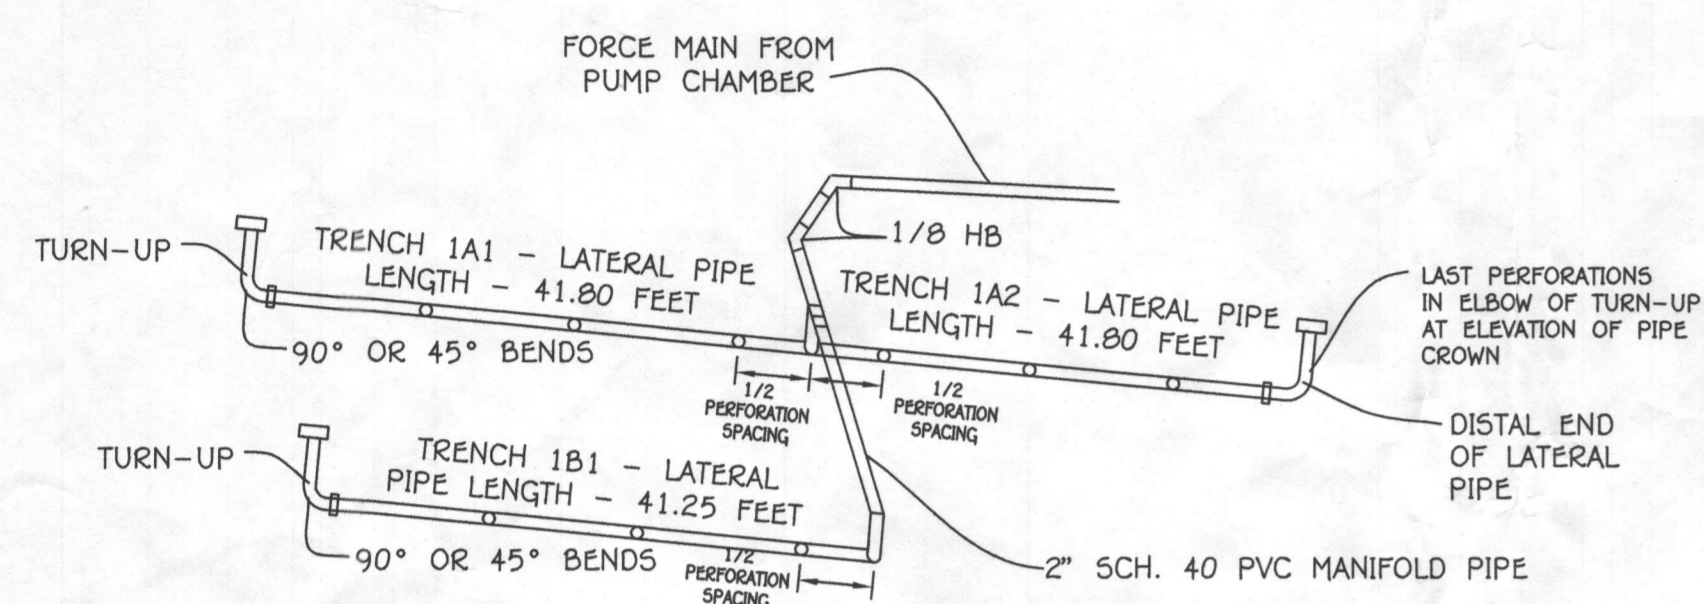 FORCE MAIN FROM
PUMP CHAMBER
1/8 HB
TURN-UP
TRENCH 1A1 - LATERAL PIPE
LENGTH - 41.80 FEET
90° OR 45° BENDS
TRENCH 1A2 - LATERAL PIPE
LENGTH - 41.80 FEET
LAST PERFORATIONS
IN ELBOW OF TURN-UP
AT ELEVATION OF PIPE
CROWN
1/2
PERFORATION
SPACING
1/2
PERFORATION
SPACING
DISTAL END
OF LATERAL
PIPE
TURN-UP
TRENCH 1B1 - LATERAL
PIPE LENGTH - 41.25 FEET
90° OR 45° BENDS
1/2
PERFORATION
SPACING
2" SCH. 40 PVC MANIFOLD PIPE